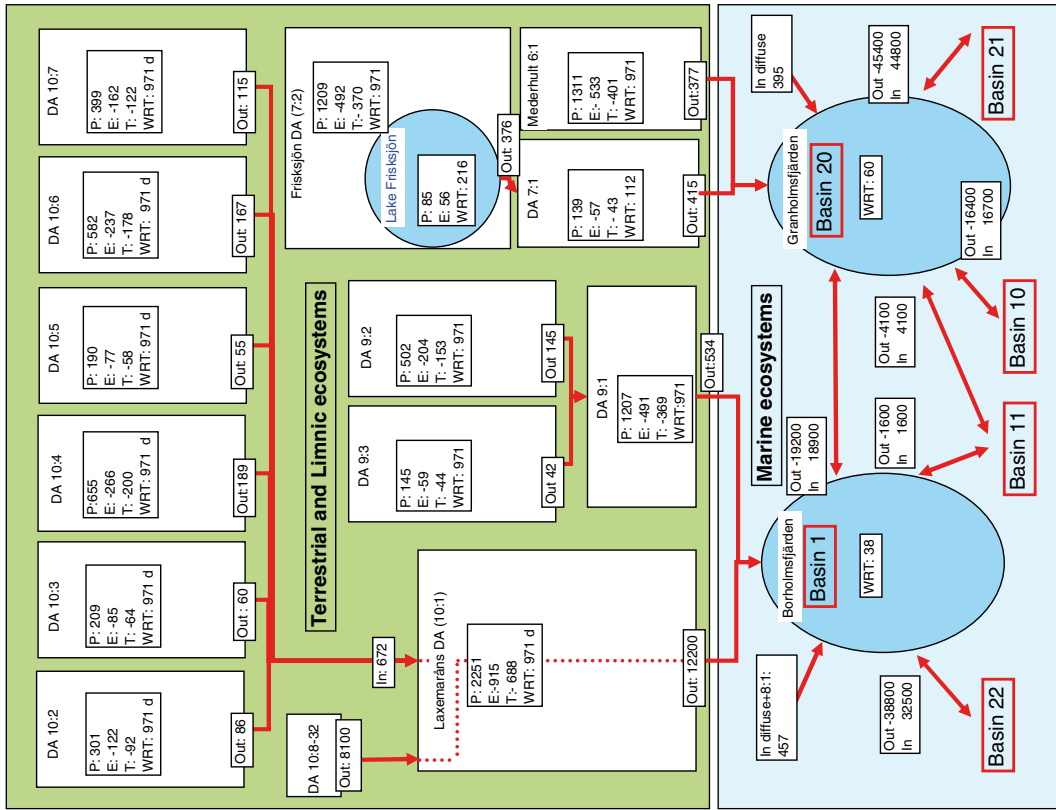 DA 10:2
P: 301
E: -122
T: -92
WRT: 971 d
Out: 86
DA 10:3
P: 209
E: -85
T: -64
WRT: 971 d
Out : 60
DA 10:4
P:655
E: -266
T: -200
WRT: 971 d
Out:189
DA 10:5
P: 190
E: -77
T: -58
WRT: 971 d
Out: 55
DA 10:6
P: 582
E: -237
T: -178
WRT: 971 d
Out: 167
DA 10:7
P: 399
E: -162
T: -122
WRT: 971 d
Out: 115
Terrestrial and Limnic ecosystems
In: 672
DA 10:8-32
Out: 8100
Laxemaråns DA (10:1)
P: 2251
E:-915
T:- 688
WRT: 971 d
Out: 12200
DA 9:3
P: 145
E: -59
T: -44
WRT: 971
Out 42
DA 9:2
P: 502
E: -204
T: -153
WRT: 971
Out 145
DA 9:1
P: 1207
E: -491
T: -369
WRT:971
Out:534
Frisksjön DA (7:2)
P: 1209
E: -492
T:- 370
WRT: 971
Lake Frisksjön
P: 85
E: 56
WRT: 216
Out: 376
DA 7:1
P: 139
E: -57
T: - 43
WRT: 112
Out: 415
Mederhult 6:1
P: 1311
E:- 533
T: -401
WRT: 971
Out:377
Marine ecosystems
In diffuse+8:1:
457
Borholmsfjärden
Basin 1
WRT: 38
Out -19200
In 18900
Out -38800
In 32500
Basin 22
Out -1600
In 1600
Basin 11
Out -4100
In 4100
Granholmsfjärden
Basin 20
WRT: 60
In diffuse
395
Out -16400
In 16700
Basin 10
Out -45400
In 44800
Basin 21